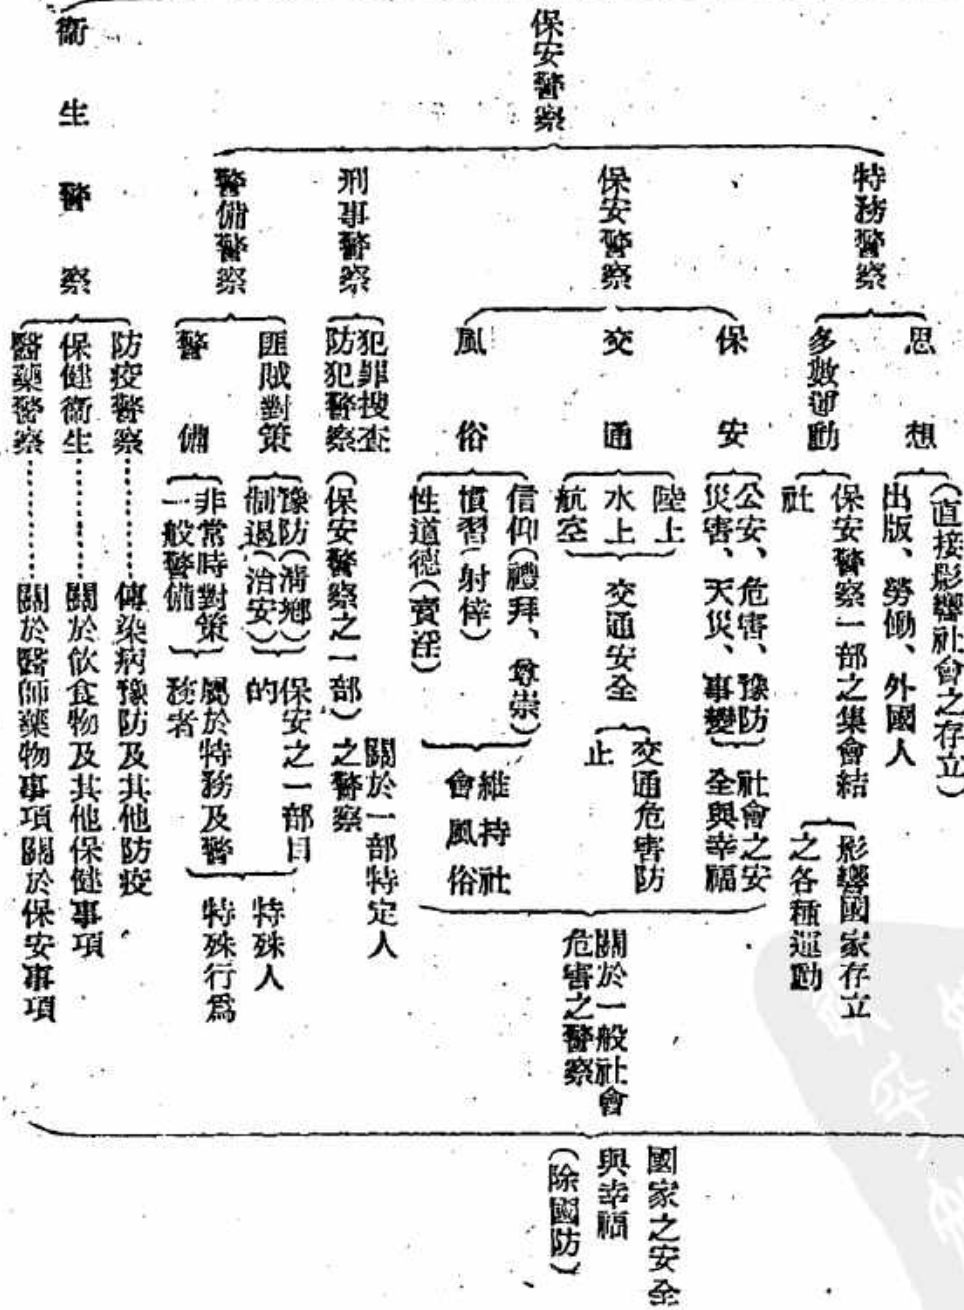 保安警察
特務警察
思想
(直接影響社會之存立)
出版、勞働、外國人
多數運動
保安警察一部之集會結
社
影響國家存立
之各種運動
保安警察
保安
公安、危害、豫防
災害、天災、事變
社會之安
全與幸福
交通
陸上
水上
航空
交通安全
交通危害防
止
風俗
信仰(禮拜、尊崇)
慣習(射倖)
性道德(賣淫)
維持社
會風俗
關於一般社會
危害之警察
刑事警察
犯罪搜查
防犯警察
(保安警察之一部)
關於一部特定人
之警察
警備警察
匪賊對策
豫防(淸鄉)
制遏(治安)
保安之一部目
的
警備
非常時對策
一般警備
屬於特務及警
務者
特殊人
特殊行爲
衞生警察
防疫警察……傳染病豫防及其他防疫
保健衞生……關於飲食物及其他保健事項
醫藥警察……關於醫師藥物事項關於保安事項
國家之安全
與幸福
(除國防)